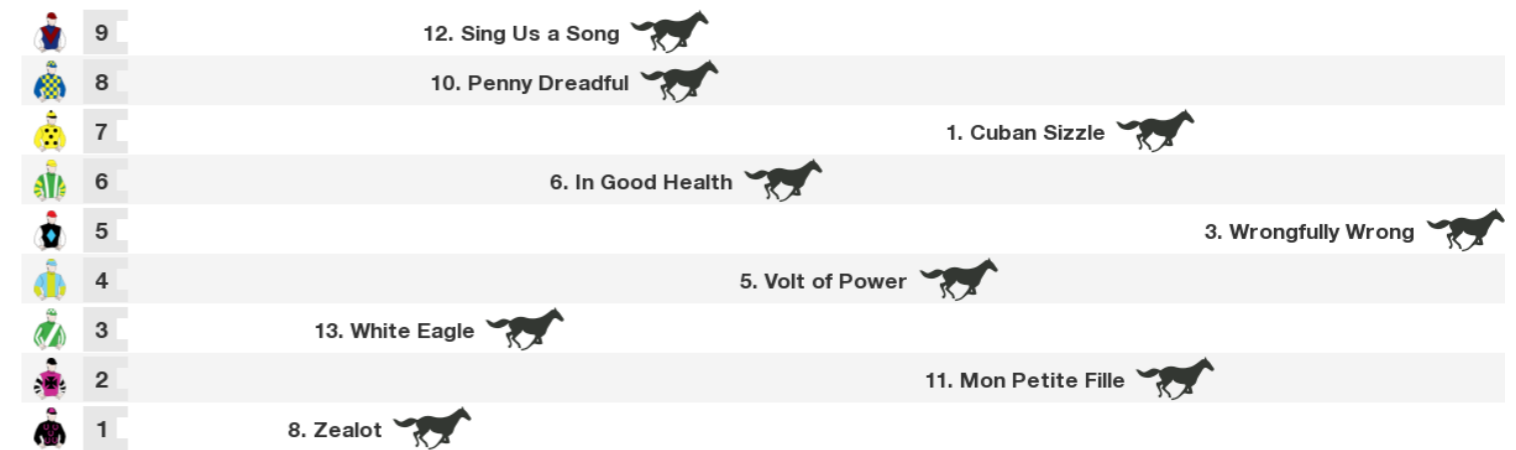 9 12. Sing Us a Song
8 10. Penny Dreadful
7 1. Cuban Sizzle
6 6. In Good Health
5 3. Wrongfully Wrong
4 5. Volt of Power
3 13. White Eagle
2 11. Mon Petite Fille
1 8. Zealot